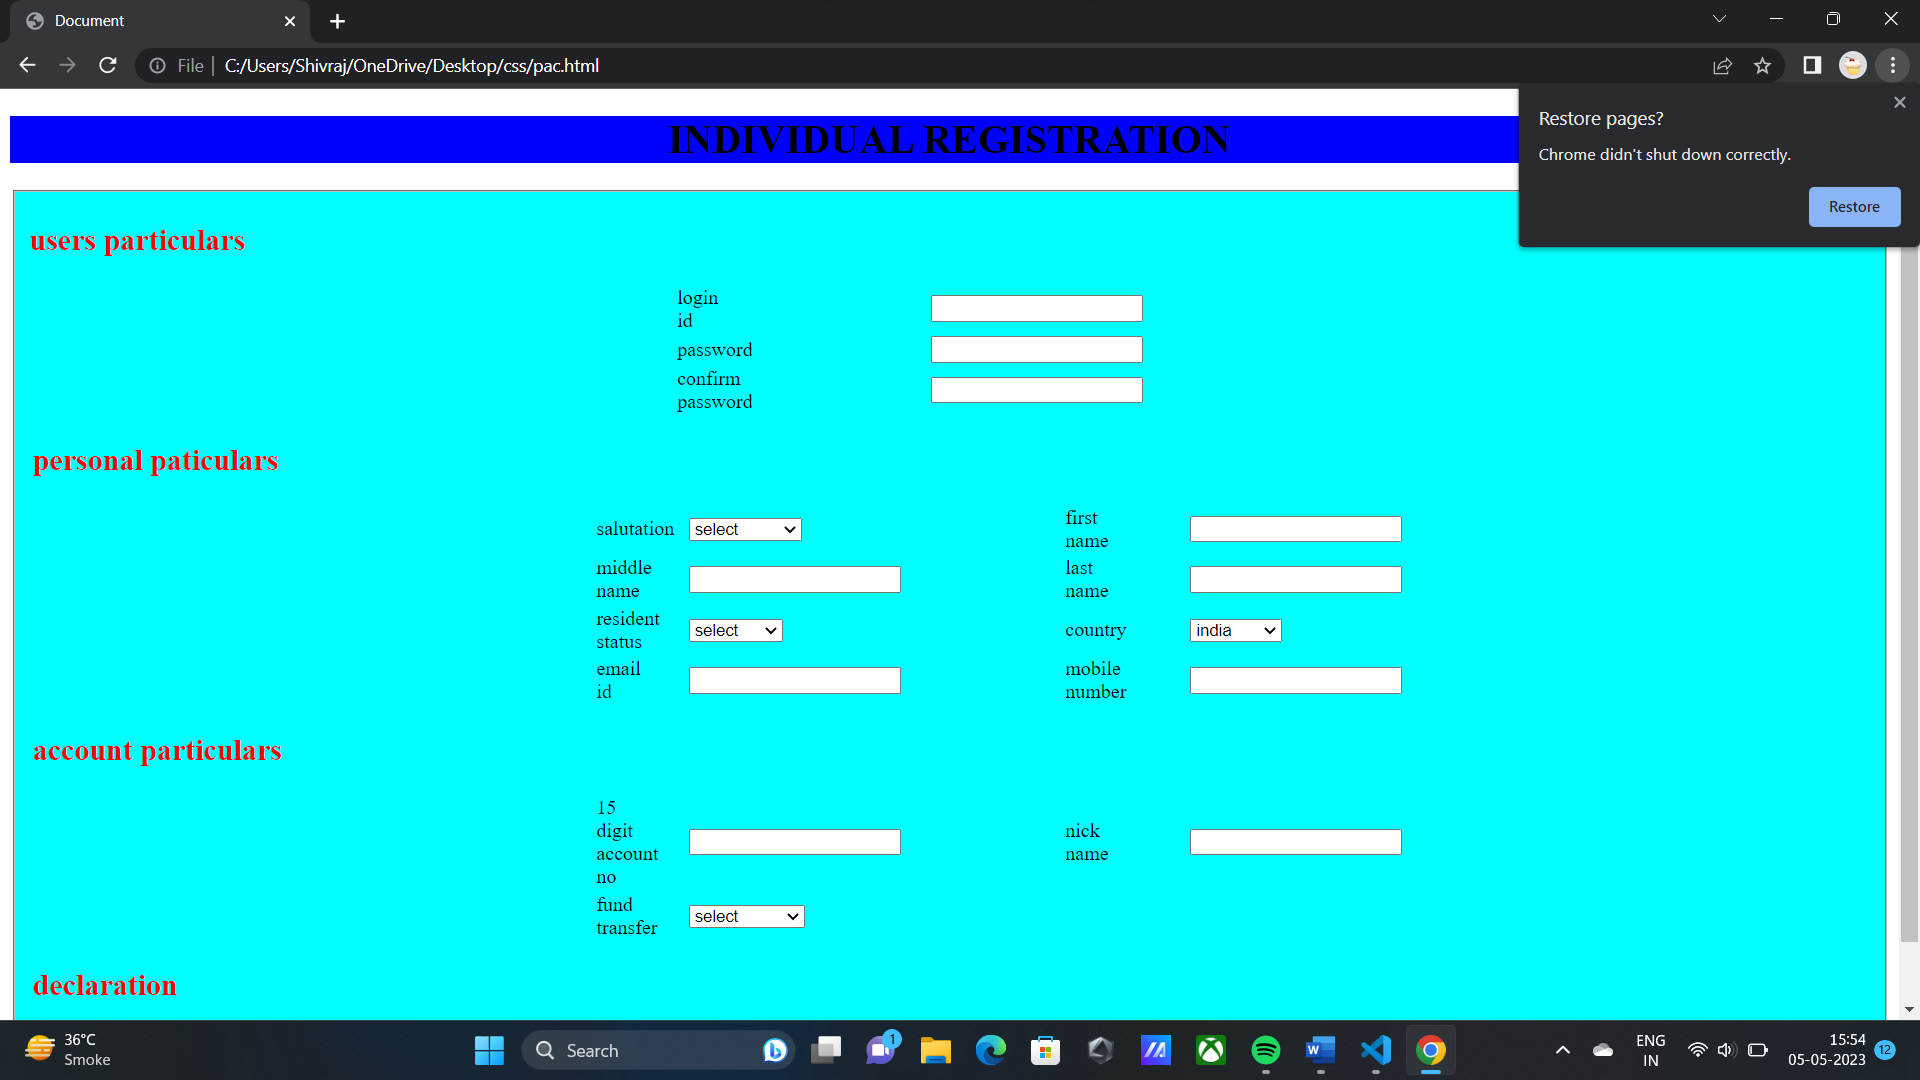 Document
File
C:/Users/Shivraj/OneDrive/Desktop/css/pac.html
Restore pages?
Chrome didn't shut down correctly.
Restore
INDIVIDUAL REGISTRATION
users particulars
login
id
password
confirm
password
personal paticulars
salutation select first
name
middle
name
last
name
resident
status
select country india
email
id
mobile
number
account particulars
15
digit
account
no
nick
name
fund
transfer
select
declaration
36°C
Smoke
Search
1
ENG
IN
15:54
05-05-2023
12